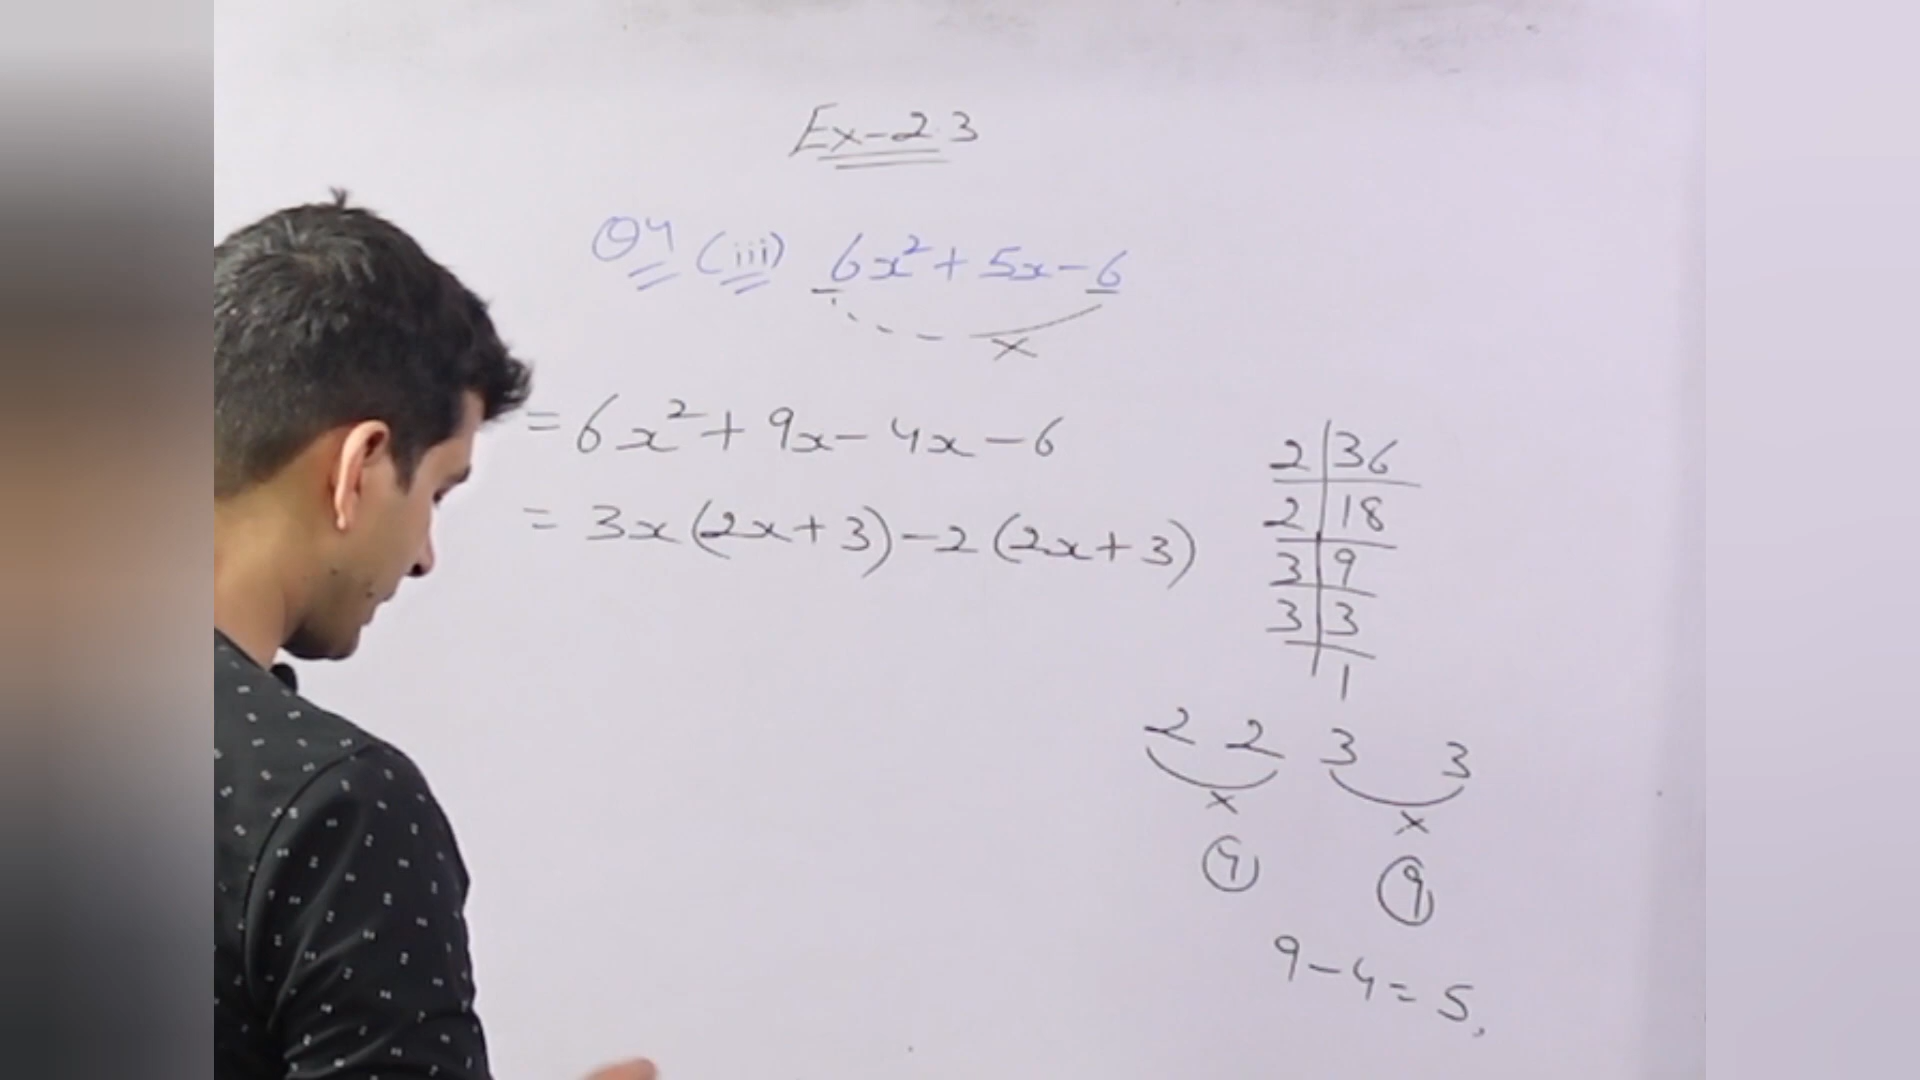 Ex-2.3
Q4 (iii) 6x² + 5x - 6
x
= 6x² + 9x - 4x - 6
= 3x(2x+3) - 2(2x+3)
2 | 36
2 | 18
3 | 9
3 | 3
1
2 2 3 3
x x
4 9
9 - 4 = 5,